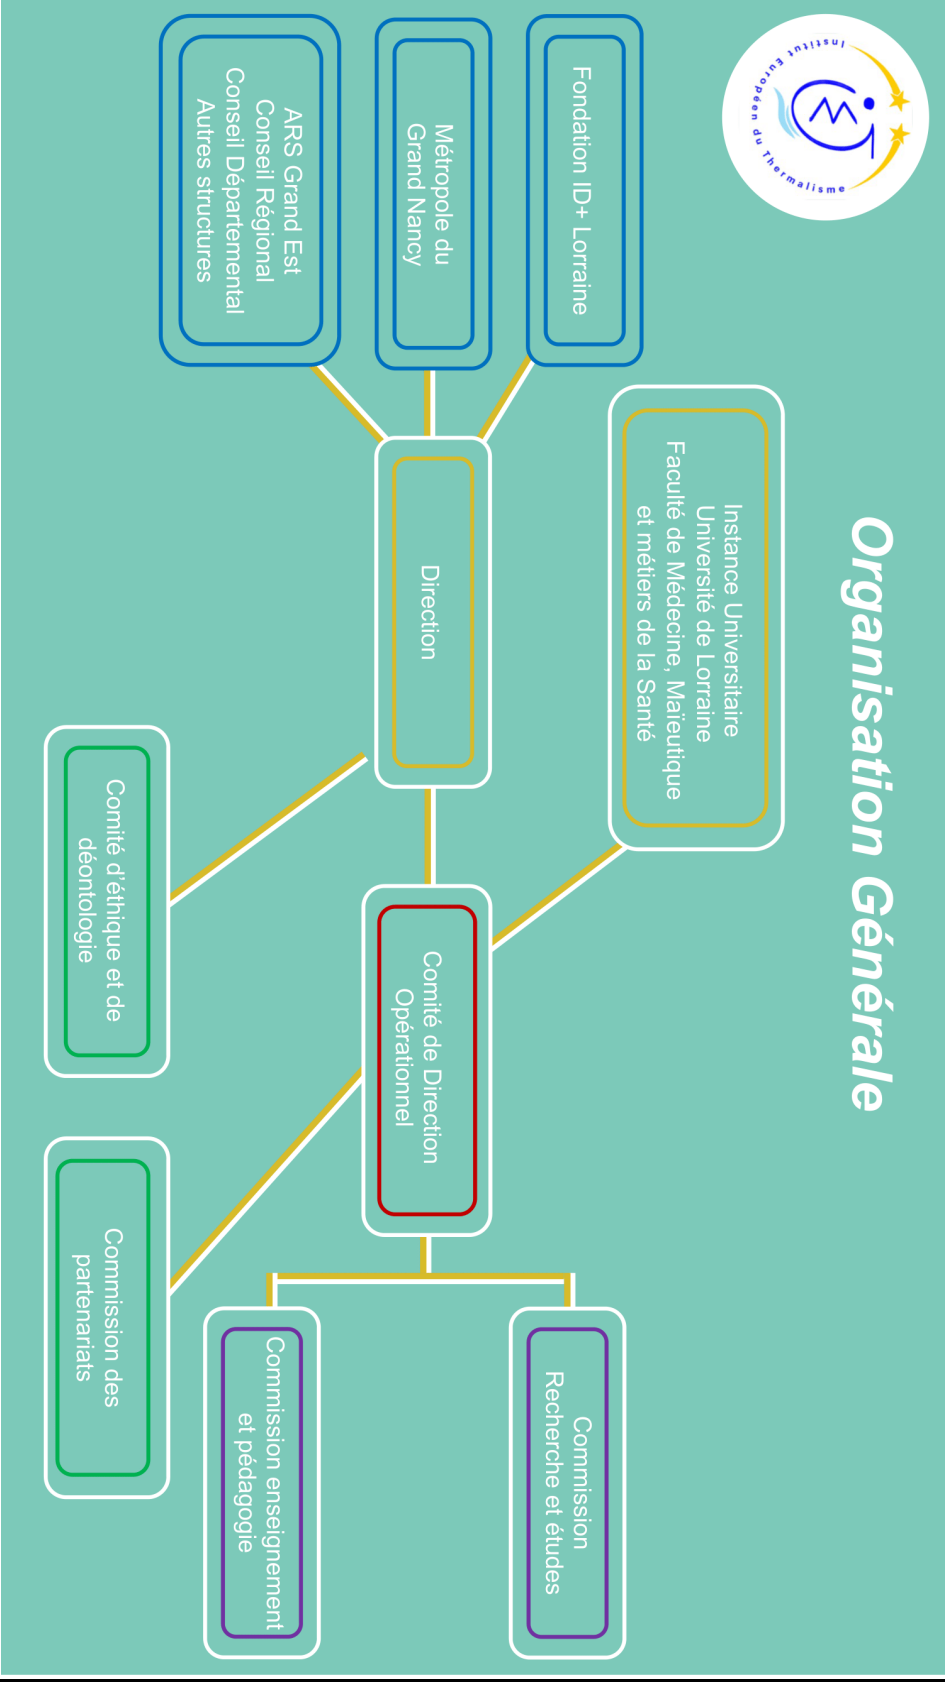 Institut Européen du Thermalisme
Organisation Générale
Fondation ID+ Lorraine
Métropole du
Grand Nancy
ARS Grand Est
Conseil Régional
Conseil Départemental
Autres structures
Instance Universitaire
Université de Lorraine
Faculté de Médecine, Maïeutique
et métiers de la Santé
Direction
Comité d'éthique et de
déontologie
Comité de Direction
Opérationnel
Commission des
partenariats
Commission
Recherche et études
Commission enseignement
et pédagogie